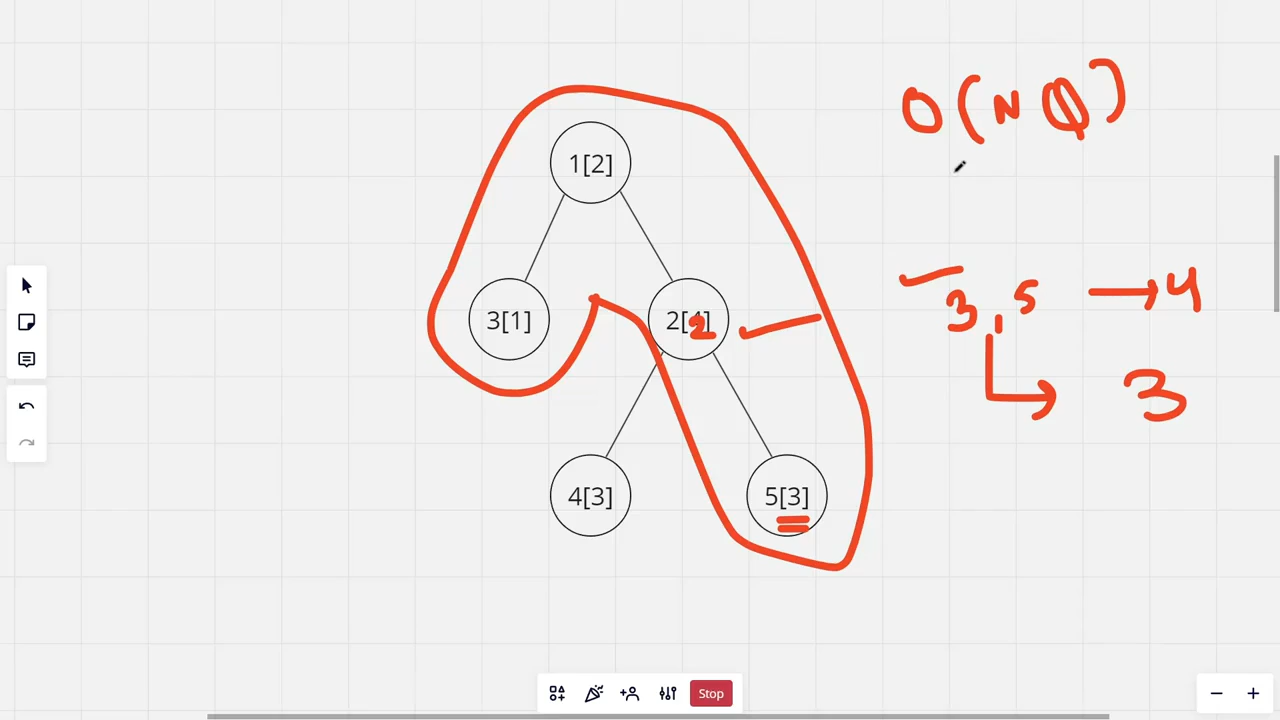 O(NQ)
1[2]
3[1]
2[4]
2
3,5 → 4
→ 3
4[3]
5[3]
Stop